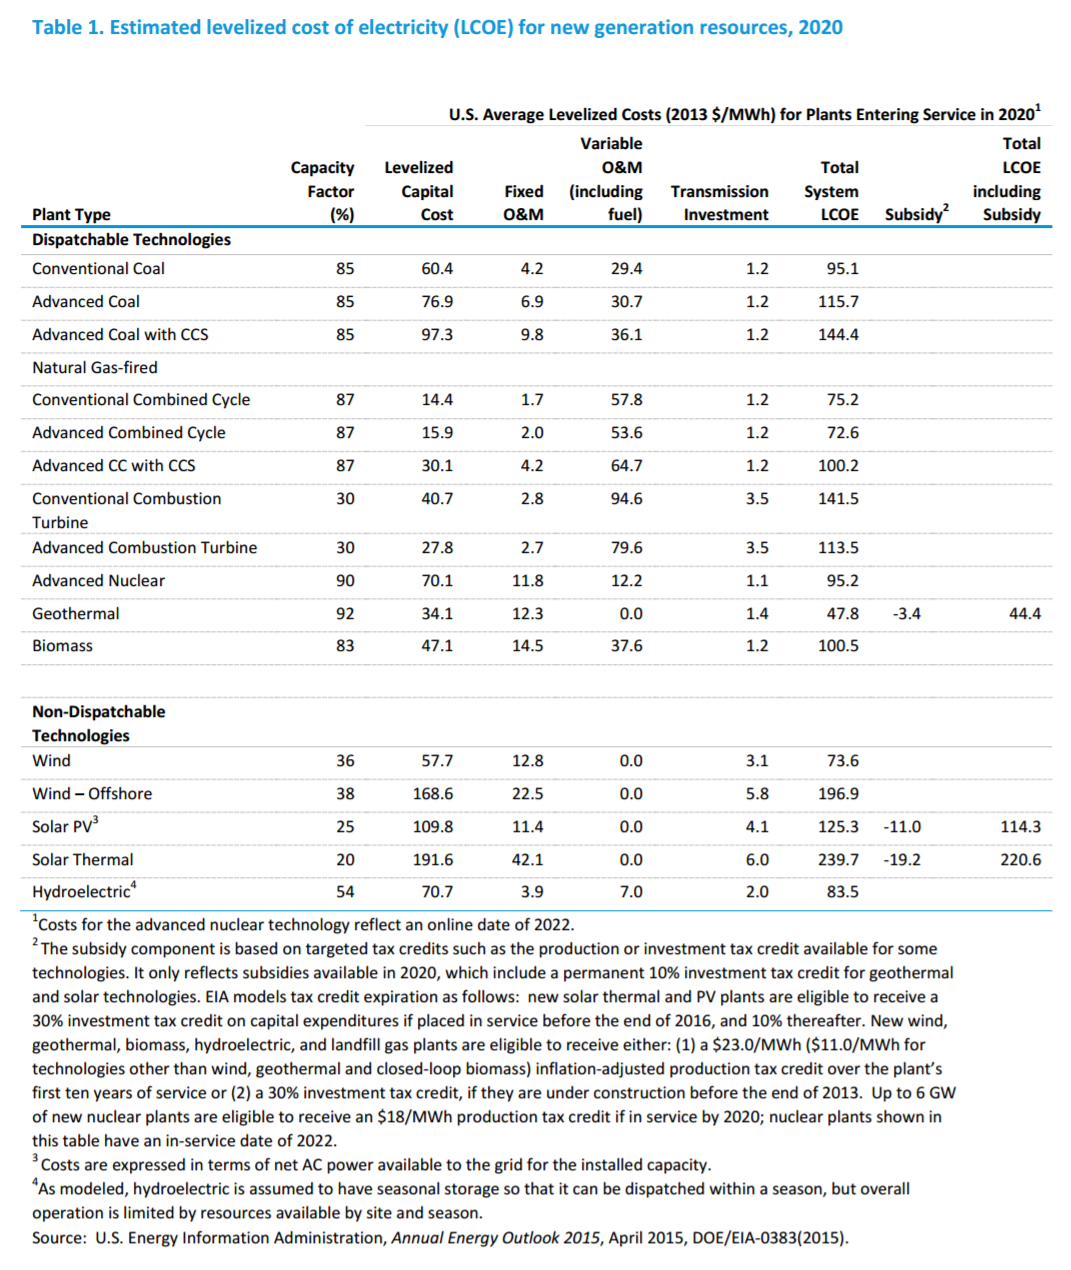 Table 1. Estimated levelized cost of electricity (LCOE) for new generation resources, 2020
U.S. Average Levelized Costs (2013 $/MWh) for Plants Entering Service in 2020¹
Variable Total
Capacity Levelized O&M Total LCOE
Factor Capital Fixed (including Transmission System including
Plant Type (%) Cost O&M fuel) Investment LCOE Subsidy² Subsidy
Dispatchable Technologies
Conventional Coal 85 60.4 4.2 29.4 1.2 95.1
Advanced Coal 85 76.9 6.9 30.7 1.2 115.7
Advanced Coal with CCS 85 97.3 9.8 36.1 1.2 144.4
Natural Gas-fired
Conventional Combined Cycle 87 14.4 1.7 57.8 1.2 75.2
Advanced Combined Cycle 87 15.9 2.0 53.6 1.2 72.6
Advanced CC with CCS 87 30.1 4.2 64.7 1.2 100.2
Conventional Combustion 30 40.7 2.8 94.6 3.5 141.5
Turbine
Advanced Combustion Turbine 30 27.8 2.7 79.6 3.5 113.5
Advanced Nuclear 90 70.1 11.8 12.2 1.1 95.2
Geothermal 92 34.1 12.3 0.0 1.4 47.8 -3.4 44.4
Biomass 83 47.1 14.5 37.6 1.2 100.5
Non-Dispatchable
Technologies
Wind 36 57.7 12.8 0.0 3.1 73.6
Wind – Offshore 38 168.6 22.5 0.0 5.8 196.9
Solar PV³ 25 109.8 11.4 0.0 4.1 125.3 -11.0 114.3
Solar Thermal 20 191.6 42.1 0.0 6.0 239.7 -19.2 220.6
Hydroelectric⁴ 54 70.7 3.9 7.0 2.0 83.5
¹Costs for the advanced nuclear technology reflect an online date of 2022.
² The subsidy component is based on targeted tax credits such as the production or investment tax credit available for some
technologies. It only reflects subsidies available in 2020, which include a permanent 10% investment tax credit for geothermal
and solar technologies. EIA models tax credit expiration as follows: new solar thermal and PV plants are eligible to receive a
30% investment tax credit on capital expenditures if placed in service before the end of 2016, and 10% thereafter. New wind,
geothermal, biomass, hydroelectric, and landfill gas plants are eligible to receive either: (1) a $23.0/MWh ($11.0/MWh for
technologies other than wind, geothermal and closed-loop biomass) inflation-adjusted production tax credit over the plant's
first ten years of service or (2) a 30% investment tax credit, if they are under construction before the end of 2013. Up to 6 GW
of new nuclear plants are eligible to receive an $18/MWh production tax credit if in service by 2020; nuclear plants shown in
this table have an in-service date of 2022.
³ Costs are expressed in terms of net AC power available to the grid for the installed capacity.
⁴As modeled, hydroelectric is assumed to have seasonal storage so that it can be dispatched within a season, but overall
operation is limited by resources available by site and season.
Source: U.S. Energy Information Administration, Annual Energy Outlook 2015, April 2015, DOE/EIA-0383(2015).